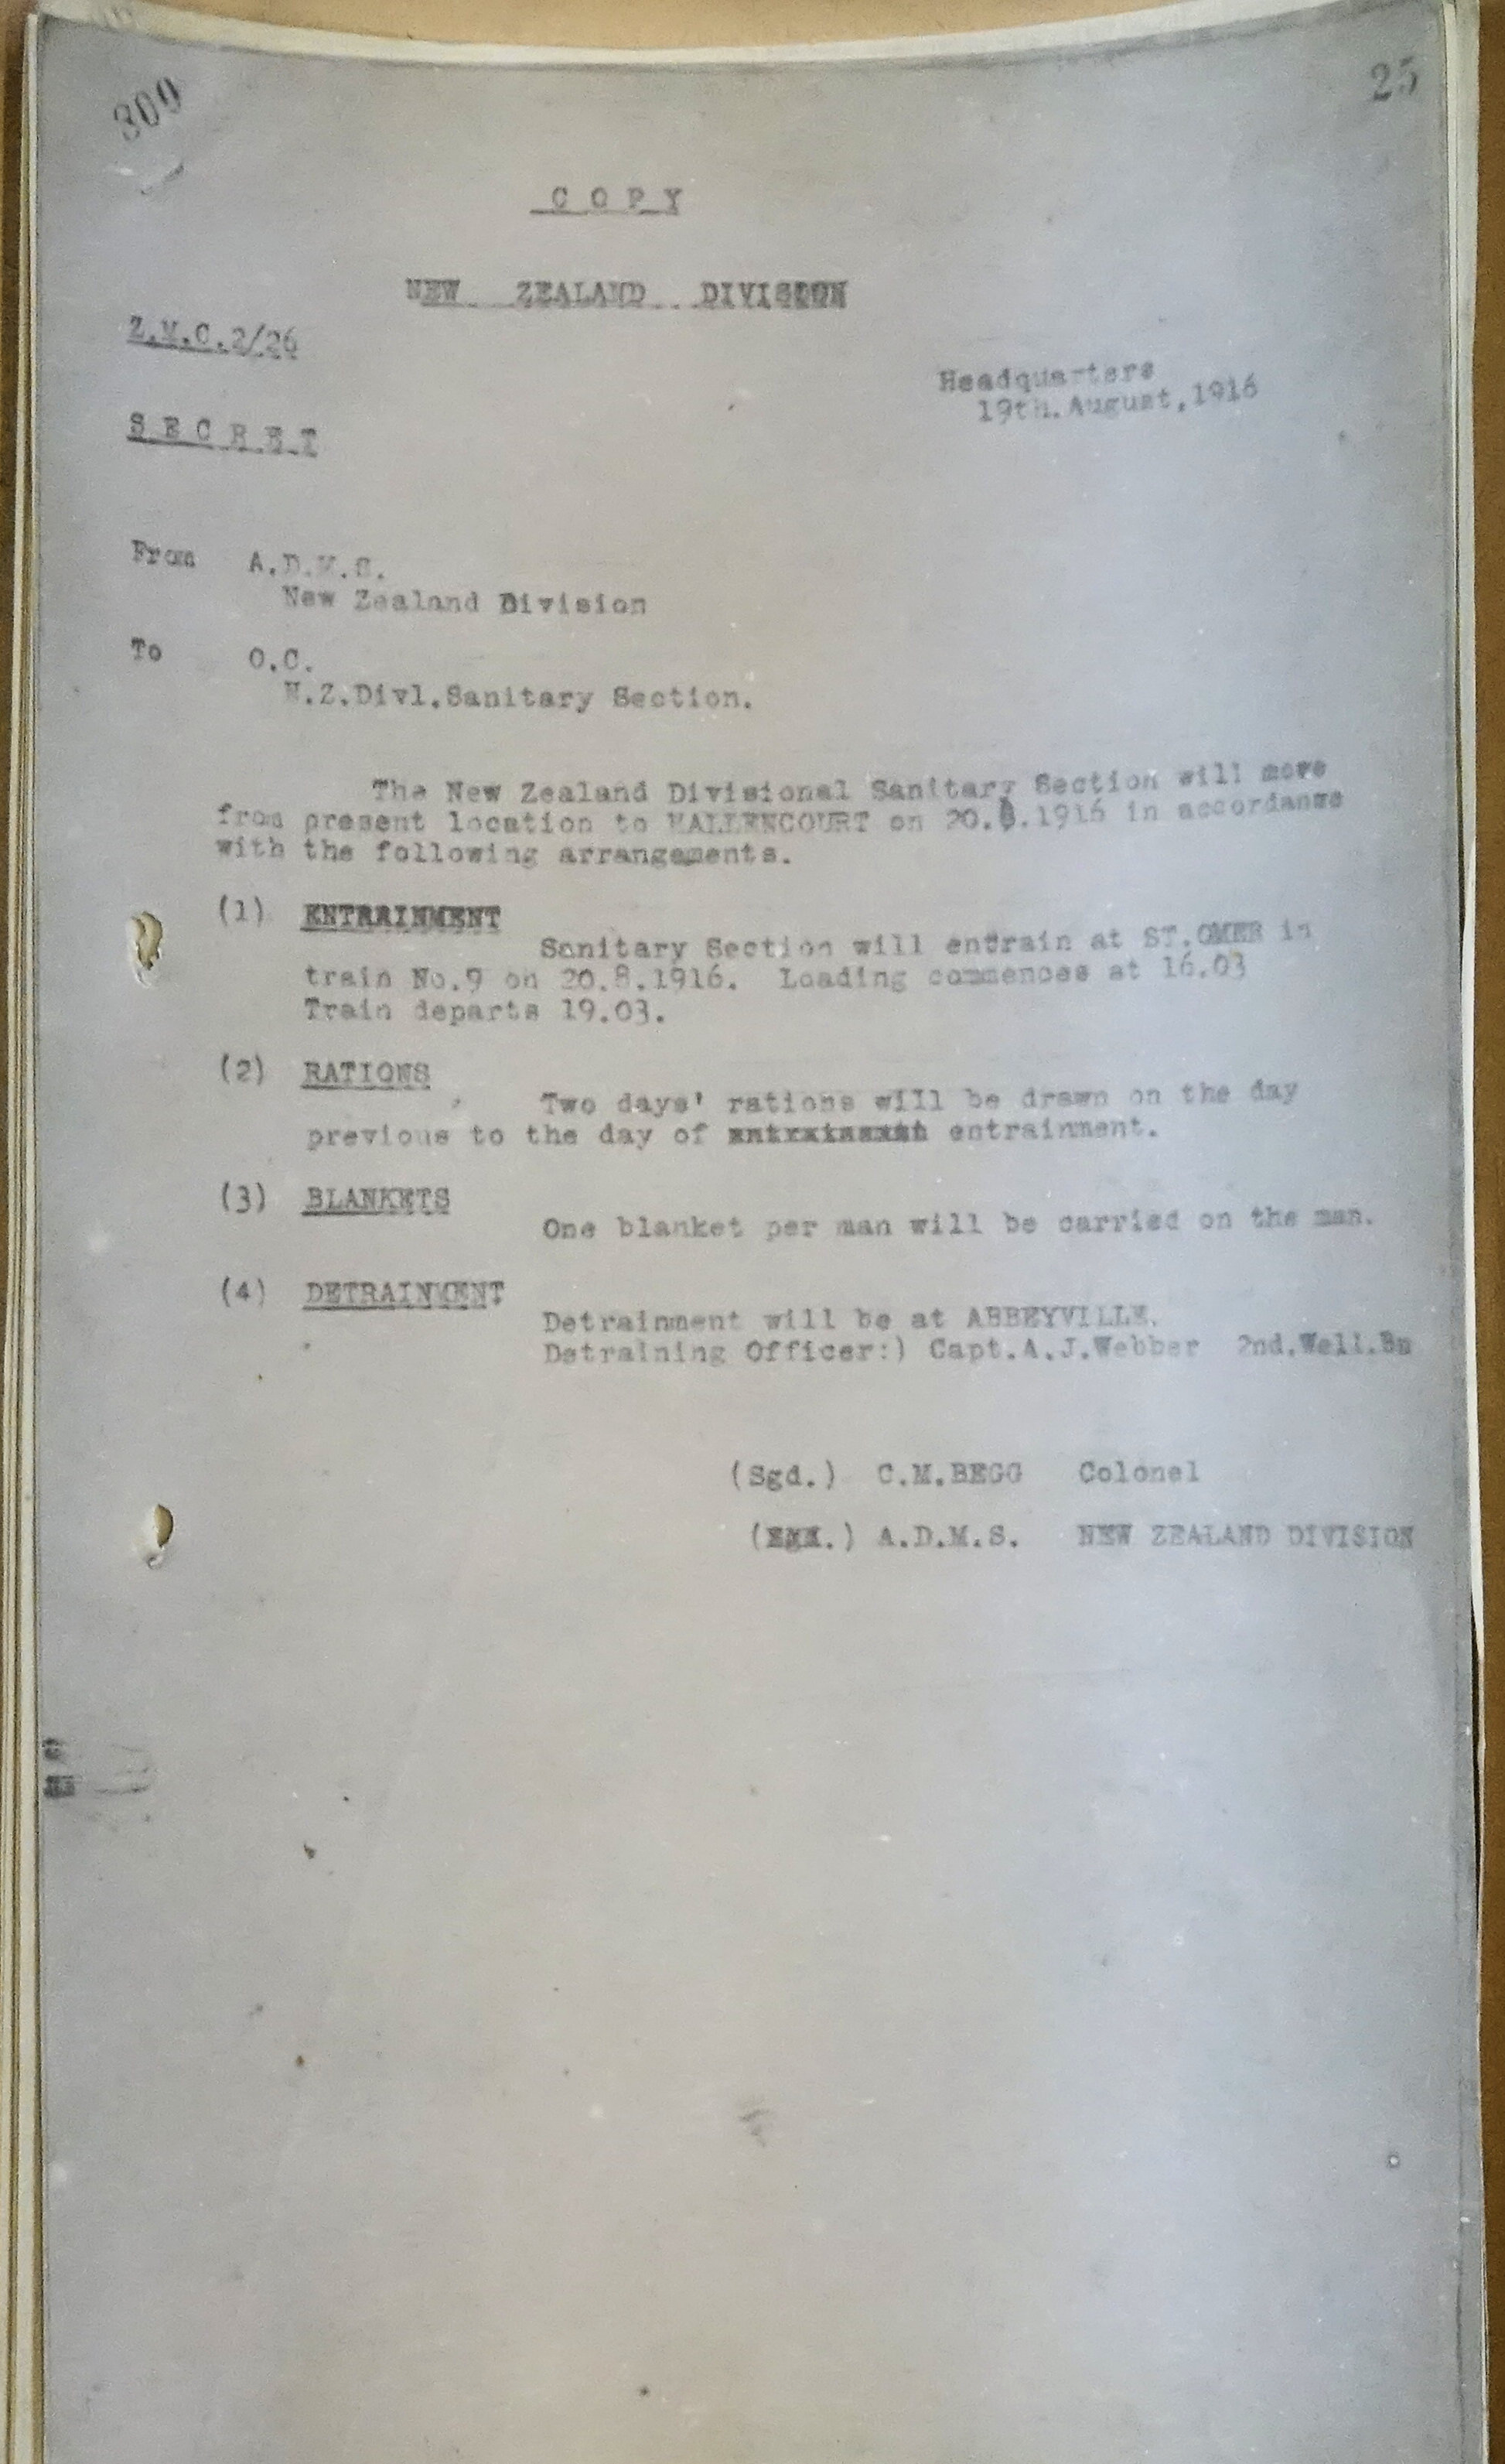 300
25
C O P Y
NEW ZEALAND DIVISION
Z.M.C.2/26
Headquarters
19th.August,1916
S E C R E T
From A.D.M.S.
New Zealand Division
To O.C.
N.Z.Divl.Sanitary Section.
The New Zealand Divisional Sanitary Section will move
from present location to HALLENCOURT on 20.8.1916 in accordance
with the following arrangements.
(1) ENTRAINMENT
Sanitary Section will entrain at ST.OMER in
train No.9 on 20.8.1916. Loading commences at 16.03
Train departs 19.03.
(2) RATIONS
Two days' rations will be drawn on the day
previous to the day of entrainment.
(3) BLANKETS
One blanket per man will be carried on the man.
(4) DETRAINMENT
Detrainment will be at ABBEYVILLE.
Detraining Officer:) Capt.A.J.Webber 2nd.Well.Bn
(Sgd.) C.M.BEGG Colonel
A.D.M.S. NEW ZEALAND DIVISION